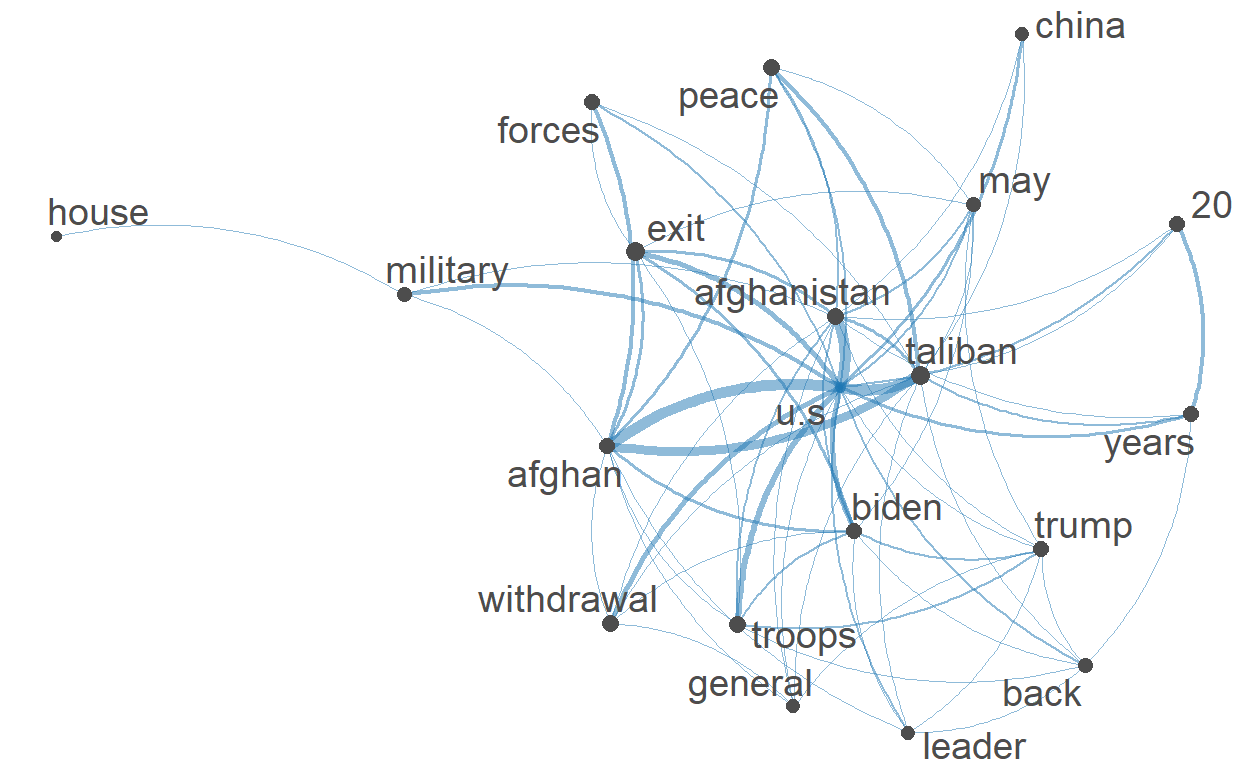 china
peace
forces
may
20
house
exit
military
afghanistan
taliban
u.s
years
afghan
biden
trump
withdrawal
troops
general
back
leader